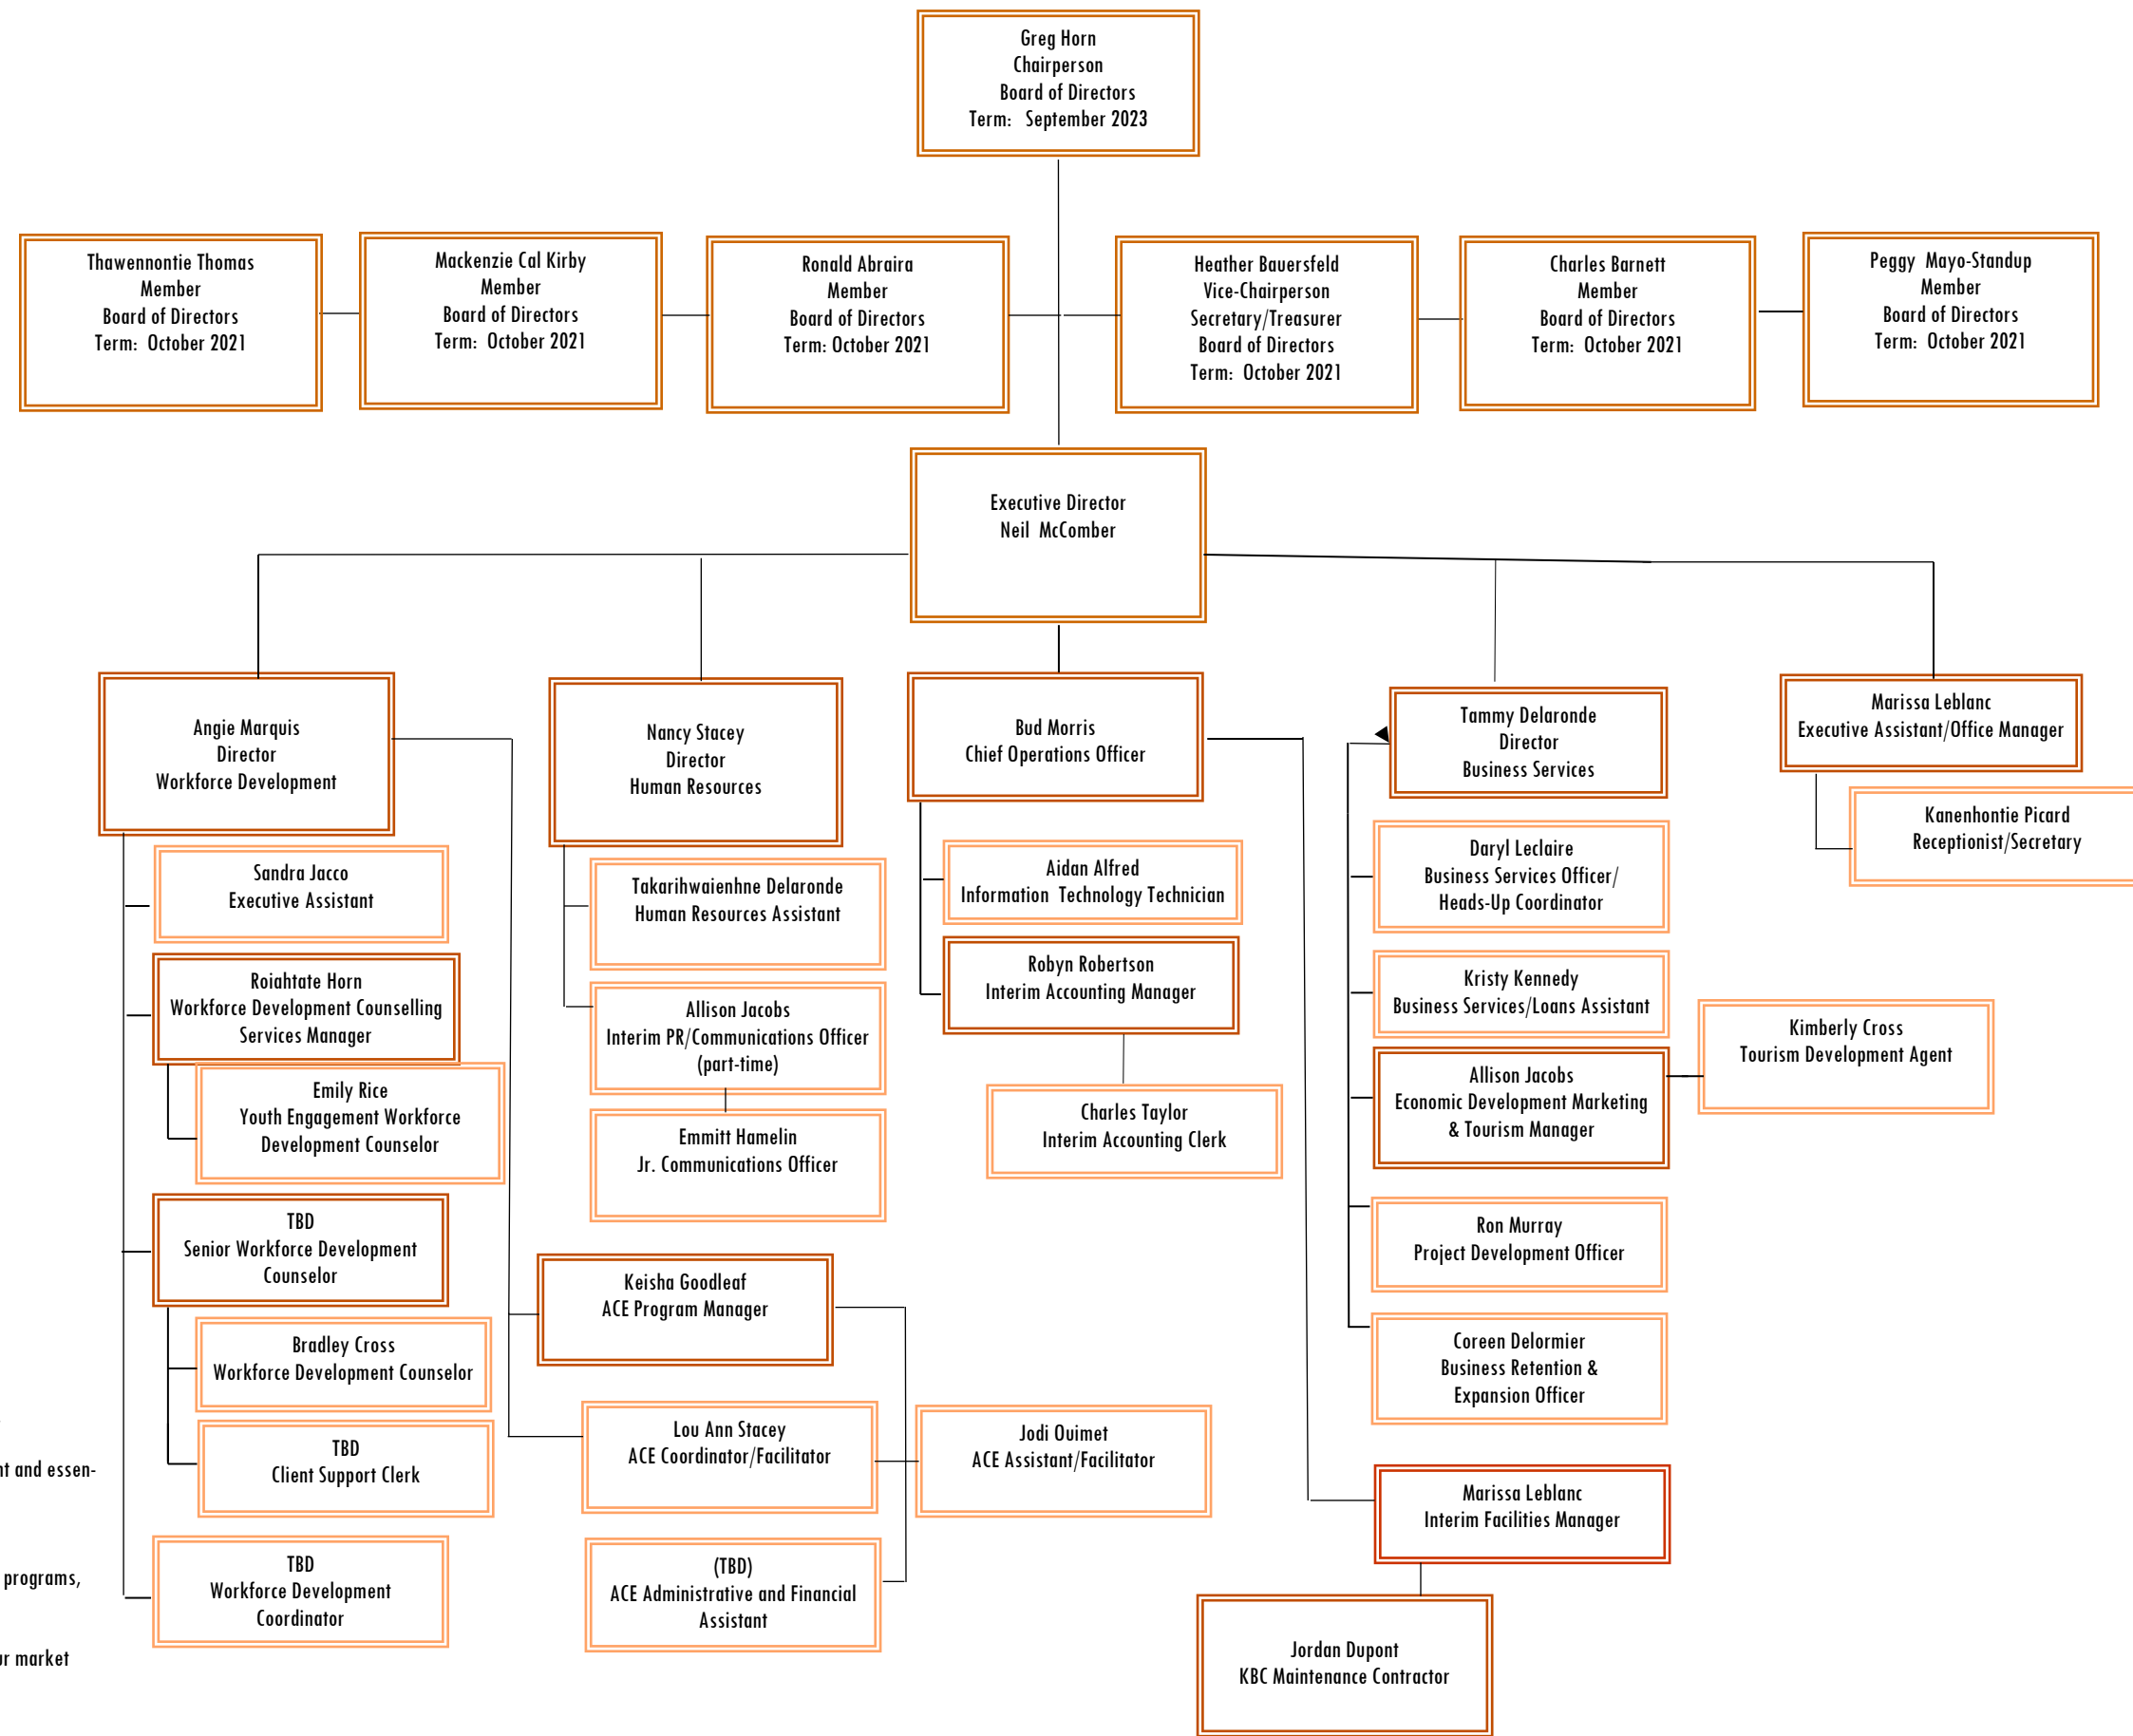 Greg Horn
Chairperson
Board of Directors
Term: September 2023
Thawennontie Thomas
Member
Board of Directors
Term: October 2021
Mackenzie Cal Kirby
Member
Board of Directors
Term: October 2021
Ronald Abraira
Member
Board of Directors
Term: October 2021
Heather Bauersfeld
Vice-Chairperson
Secretary/Treasurer
Board of Directors
Term: October 2021
Charles Barnett
Member
Board of Directors
Term: October 2021
Peggy Mayo-Standup
Member
Board of Directors
Term: October 2021
Executive Director
Neil McComber
Angie Marquis
Director
Workforce Development
Nancy Stacey
Director
Human Resources
Bud Morris
Chief Operations Officer
Tammy Delaronde
Director
Business Services
Marissa Leblanc
Executive Assistant/Office Manager
Kanenhontie Picard
Receptionist/Secretary
Sandra Jacco
Executive Assistant
Roiahtate Horn
Workforce Development Counselling
Services Manager
Emily Rice
Youth Engagement Workforce
Development Counselor
TBD
Senior Workforce Development
Counselor
Bradley Cross
Workforce Development Counselor
TBD
Client Support Clerk
TBD
Workforce Development
Coordinator
Takarihwaienhne Delaronde
Human Resources Assistant
Allison Jacobs
Interim PR/Communications Officer
(part-time)
Emmitt Hamelin
Jr. Communications Officer
Keisha Goodleaf
ACE Program Manager
Lou Ann Stacey
ACE Coordinator/Facilitator
Jodi Ouimet
ACE Assistant/Facilitator
(TBD)
ACE Administrative and Financial
Assistant
Aidan Alfred
Information Technology Technician
Robyn Robertson
Interim Accounting Manager
Charles Taylor
Interim Accounting Clerk
Daryl Leclaire
Business Services Officer/
Heads-Up Coordinator
Kristy Kennedy
Business Services/Loans Assistant
Allison Jacobs
Economic Development Marketing
& Tourism Manager
Kimberly Cross
Tourism Development Agent
Ron Murray
Project Development Officer
Coreen Delormier
Business Retention &
Expansion Officer
Marissa Leblanc
Interim Facilities Manager
Jordan Dupont
KBC Maintenance Contractor
and essen-
programs,
market